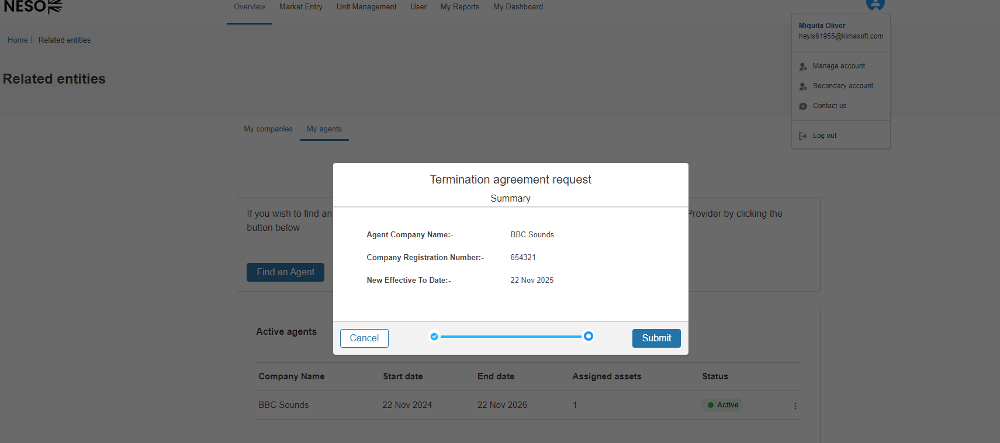 NESO
Overview Market Entry Unit Management User My Reports My Dashboard
Miquita Oliver
heyis61955@kimasoft.com
Manage account
Secondary account
Contact us
Log out
Home | Related entities
Related entities
My companies My agents
If you wish to find an Provider by clicking the
button below
Find an Agent
Termination agreement request
Summary
Agent Company Name:- BBC Sounds
Company Registration Number:- 654321
New Effective To Date:- 22 Nov 2025
Cancel Submit
Active agents
Company Name Start date End date Assigned assets Status
BBC Sounds 22 Nov 2024 22 Nov 2026 1 Active